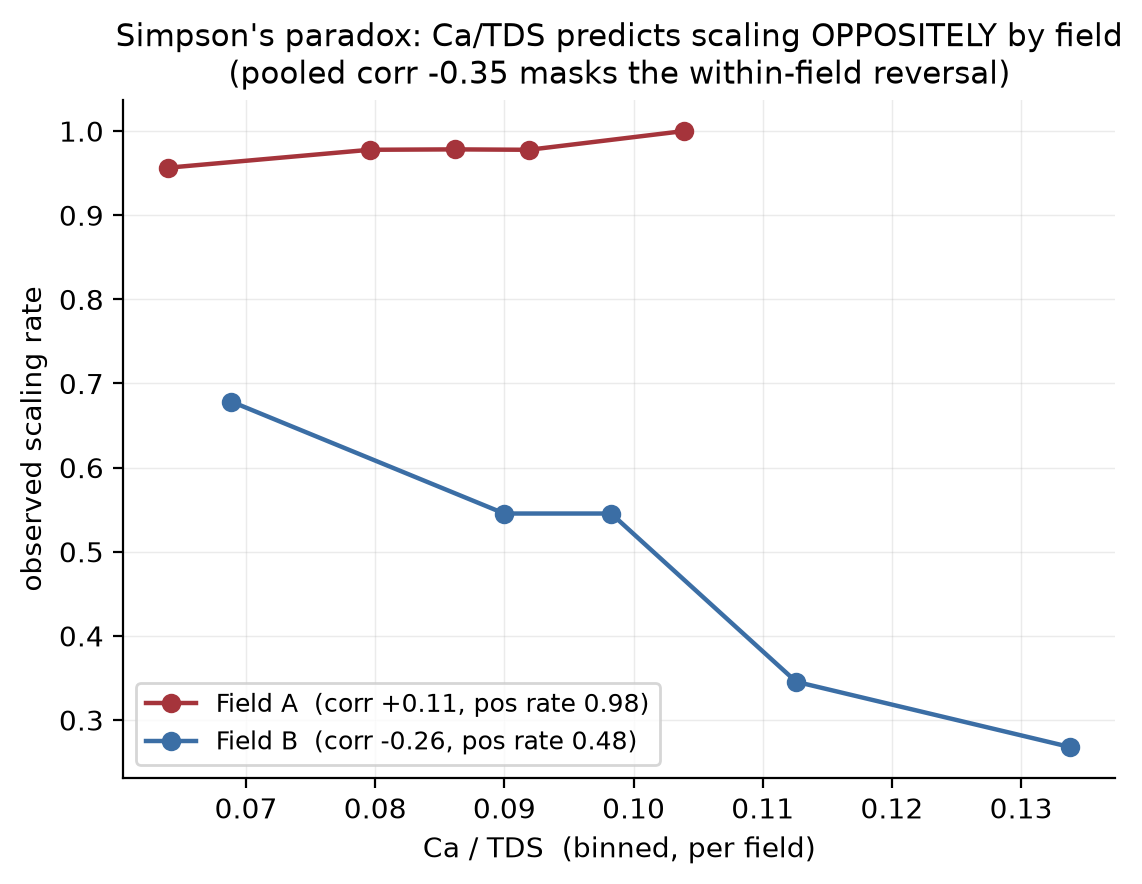 Simpson's paradox: Ca/TDS predicts scaling OPPOSITELY by field
(pooled corr -0.35 masks the within-field reversal)
1.0
0.9
0.8
0.7
0.6
0.5
0.4
0.3
observed scaling rate
Field A (corr +0.11, pos rate 0.98)
Field B (corr -0.26, pos rate 0.48)
0.07 0.08 0.09 0.10 0.11 0.12 0.13
Ca / TDS (binned, per field)